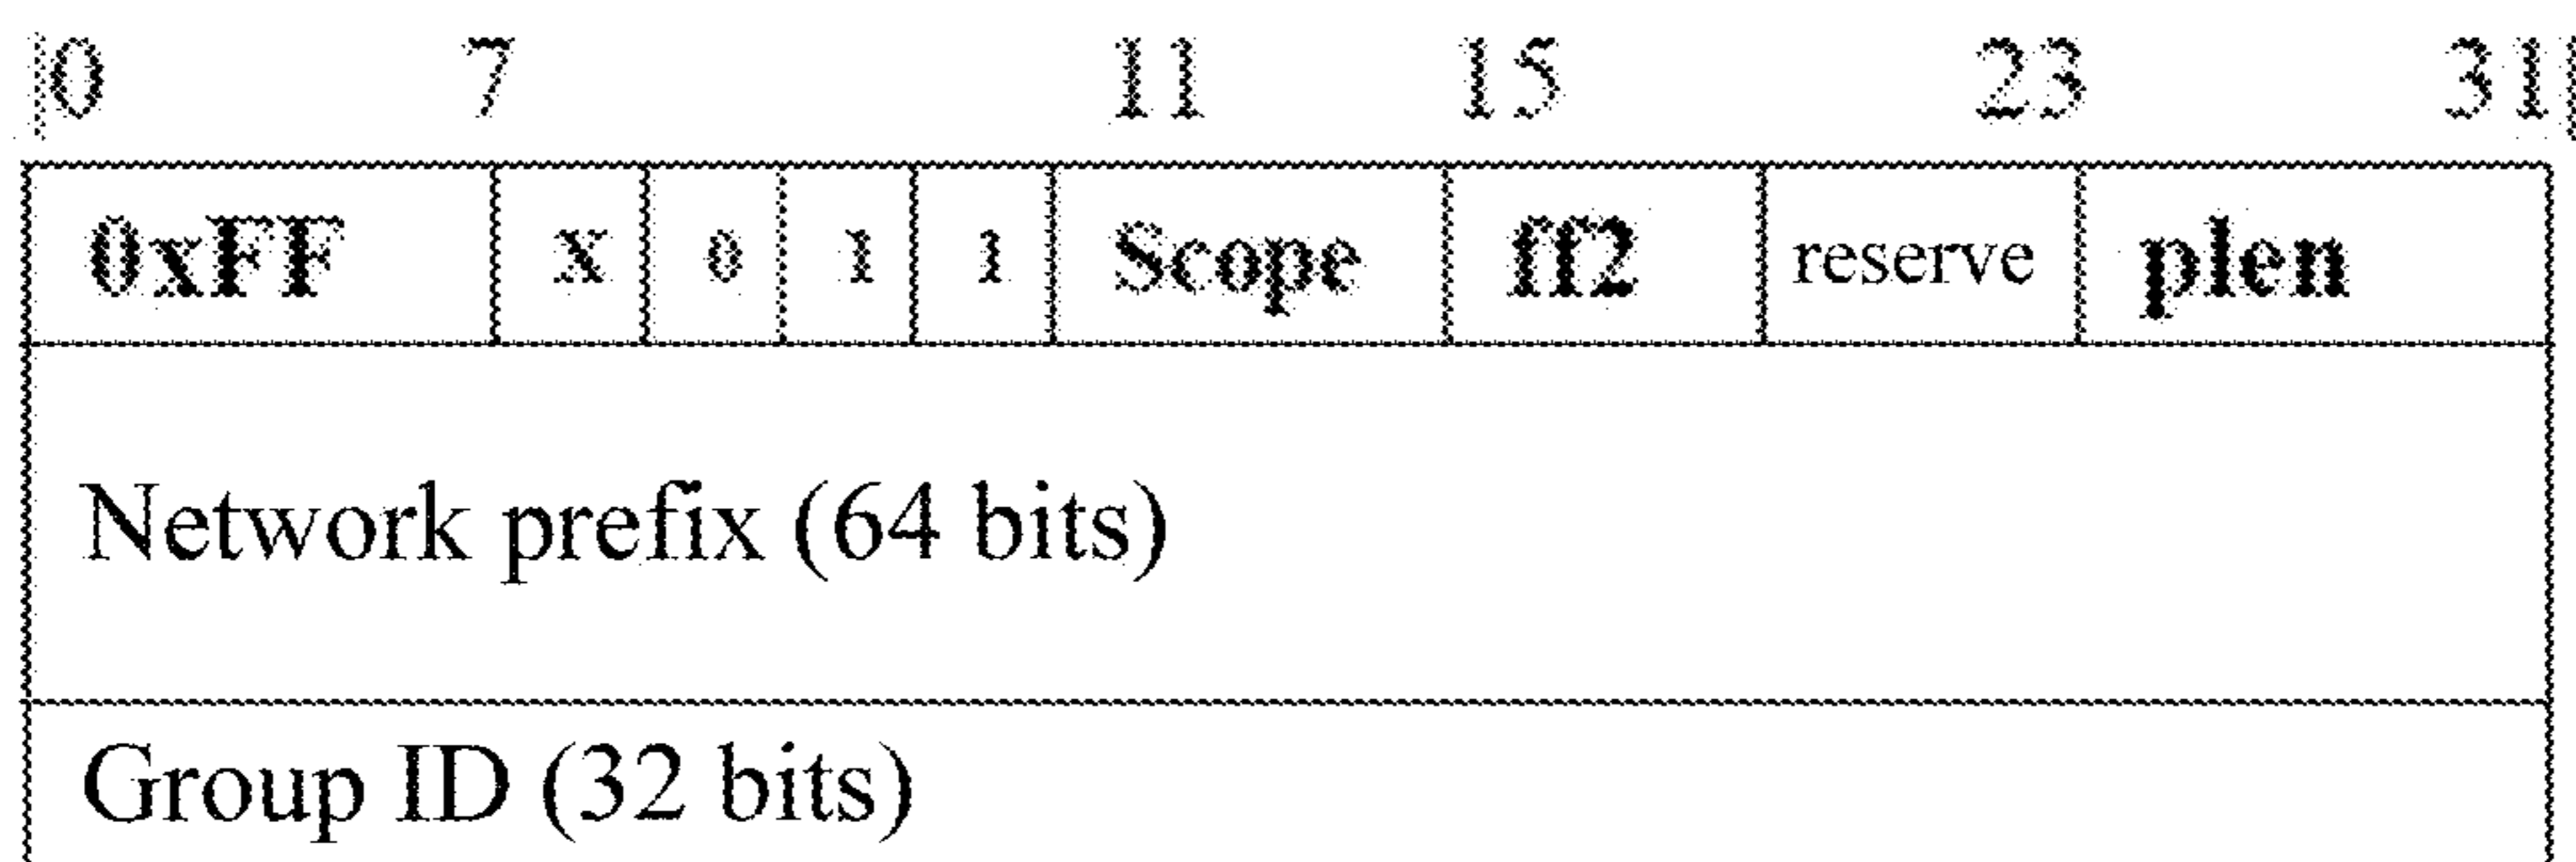 0 7 11 15 23 31
0xFF X 0 1 1 Scope ff2 reserve plen
Network prefix (64 bits)
Group ID (32 bits)